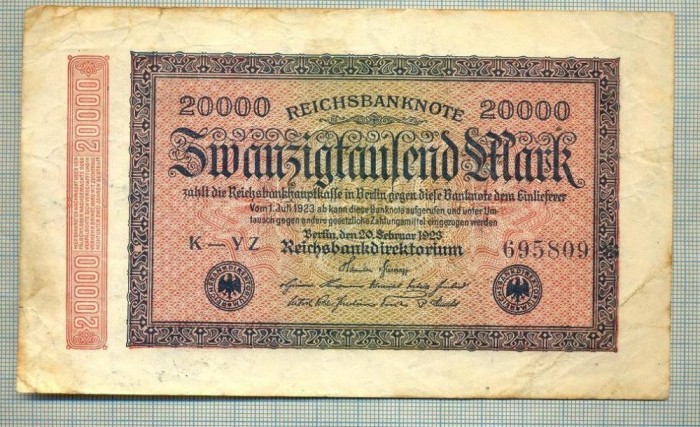 20000
20000 REICHSBANKNOTE 20000
Zwanzigtausend Mark
zahlt die Reichsbankhauptkasse in Berlin gegen diese Banknote dem Einlieferer
Vom 1. Juli 1923 ab kann diese Banknote aufgerufen und unter Um-
tausch gegen andere gesetzliche Zahlungsmittel eingezogen werden
Berlin, den 20. Februar 1923
K—YZ Reichsbankdirektorium 695809
REICHSBANKDIREKTORIUM
REICHSBANKDIREKTORIUM
20000